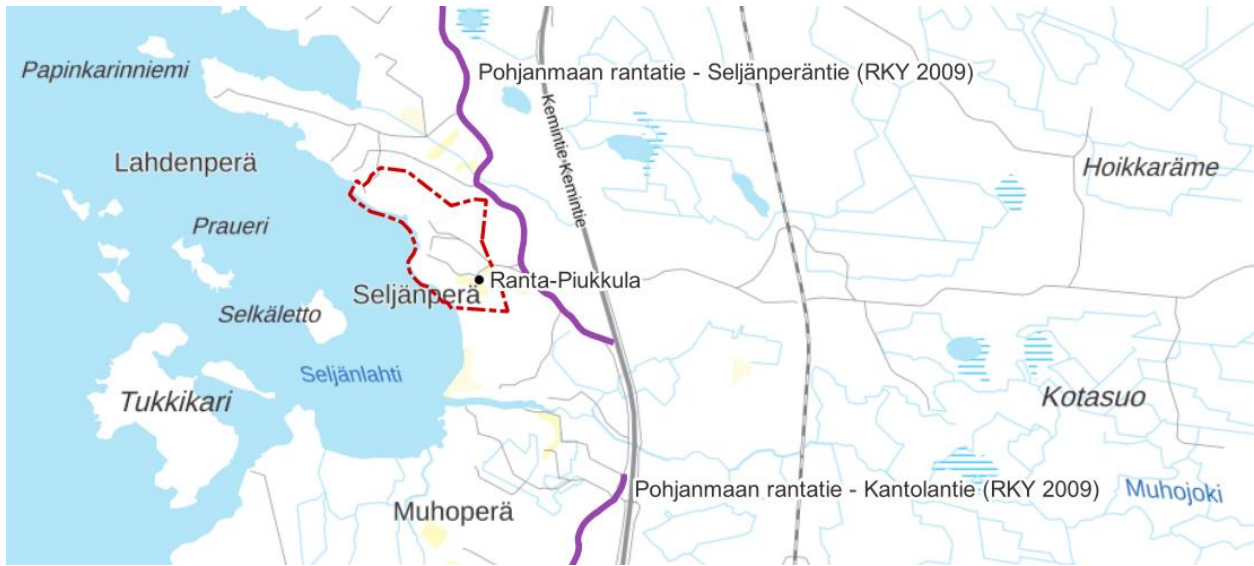 Papinkarinniemi
Pohjanmaan rantatie - Seljänperäntie (RKY 2009)
Kemintie-Kemintie
Lahdenperä
Hoikkaräme
Praueri
Ranta-Piukkula
Seljänperä
Selkäletto
Seljänlahti
Tukkikari
Kotasuo
Pohjanmaan rantatie - Kantolantie (RKY 2009)
Muhojoki
Muhoperä